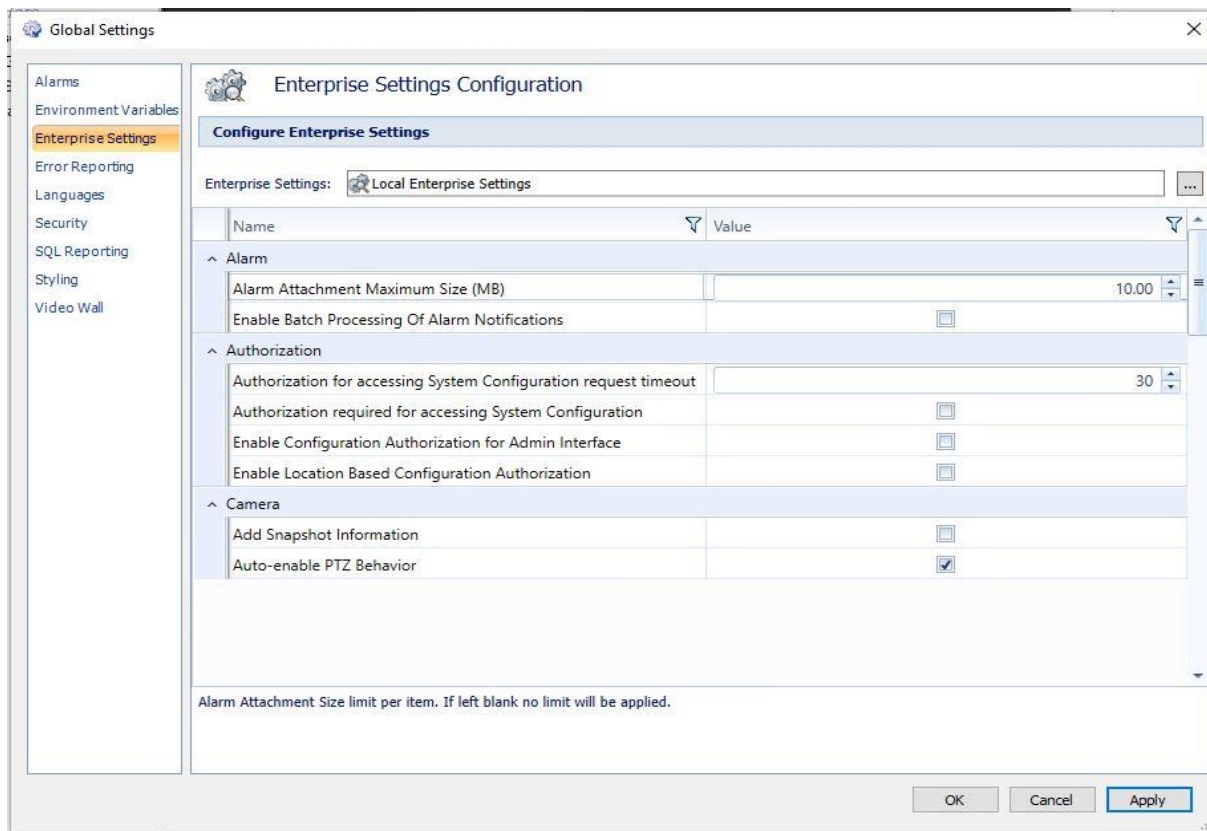 Global Settings
Alarms
Environment Variables
Enterprise Settings
Error Reporting
Languages
Security
SQL Reporting
Styling
Video Wall
Enterprise Settings Configuration
Configure Enterprise Settings
Enterprise Settings: Local Enterprise Settings ...
Name Value
Alarm
Alarm Attachment Maximum Size (MB) 10.00
Enable Batch Processing Of Alarm Notifications
Authorization
Authorization for accessing System Configuration request timeout 30
Authorization required for accessing System Configuration
Enable Configuration Authorization for Admin Interface
Enable Location Based Configuration Authorization
Camera
Add Snapshot Information
Auto-enable PTZ Behavior
Alarm Attachment Size limit per item. If left blank no limit will be applied.
OK Cancel Apply